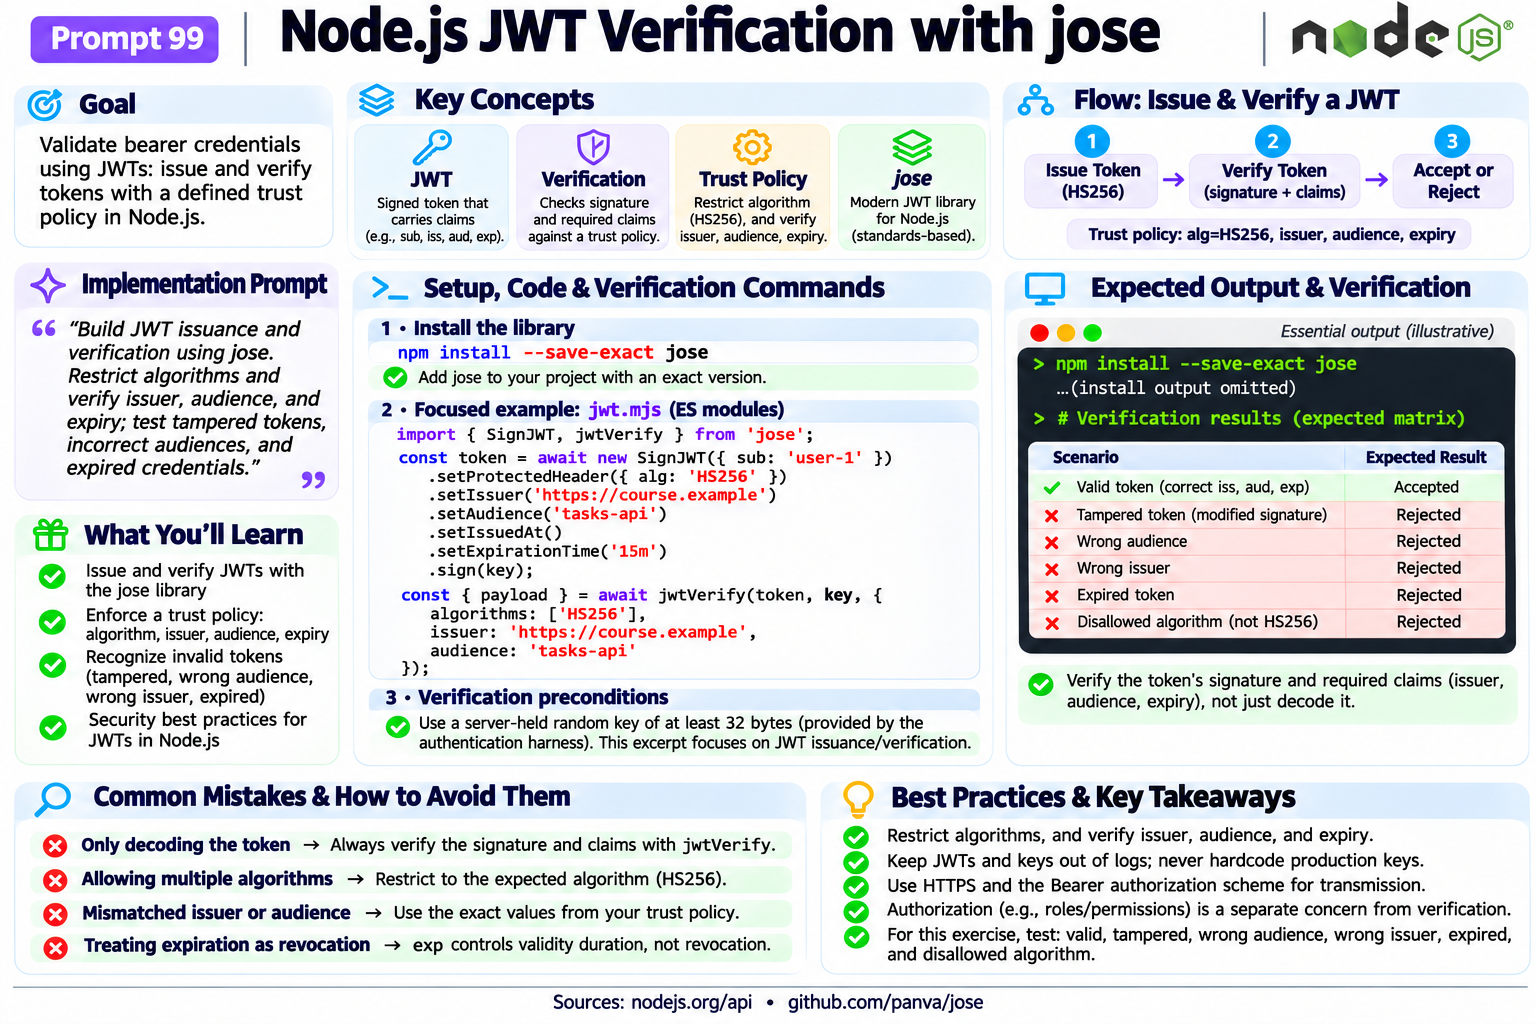 Prompt 99
Node.js JWT Verification with jose
node
JS
®
Goal
Validate bearer credentials
using JWTs: issue and verify
tokens with a defined trust
policy in Node.js.
Key Concepts
JWT
Signed token that
carries claims
(e.g., sub, iss, aud, exp).
Verification
Checks signature
and required claims
against a trust policy.
Trust Policy
Restrict algorithm
(HS256), and verify
issuer, audience, expiry.
jose
Modern JWT library
for Node.js
(standards-based).
Flow: Issue & Verify a JWT
1
Issue Token
(HS256)
2
Verify Token
(signature + claims)
3
Accept or
Reject
Trust policy: alg=HS256, issuer, audience, expiry
Implementation Prompt
“Build JWT issuance and
verification using jose.
Restrict algorithms and
verify issuer, audience, and
expiry; test tampered tokens,
incorrect audiences, and
expired credentials.”
What You’ll Learn
Issue and verify JWTs with
the jose library
Enforce a trust policy:
algorithm, issuer, audience, expiry
Recognize invalid tokens
(tampered, wrong audience,
wrong issuer, expired)
Security best practices for
JWTs in Node.js
Setup, Code & Verification Commands
1 • Install the library
npm install --save-exact jose
Add jose to your project with an exact version.
2 • Focused example: jwt.mjs (ES modules)
import { SignJWT, jwtVerify } from 'jose';
const token = await new SignJWT({ sub: 'user-1' })
.setProtectedHeader({ alg: 'HS256' })
.setIssuer('https://course.example')
.setAudience('tasks-api')
.setIssuedAt()
.setExpirationTime('15m')
.sign(key);
const { payload } = await jwtVerify(token, key, {
algorithms: ['HS256'],
issuer: 'https://course.example',
audience: 'tasks-api'
});
3 • Verification preconditions
Use a server-held random key of at least 32 bytes (provided by the
authentication harness). This excerpt focuses on JWT issuance/verification.
Expected Output & Verification
Essential output (illustrative)
> npm install --save-exact jose
…(install output omitted)
> # Verification results (expected matrix)
Scenario Expected Result
Valid token (correct iss, aud, exp) Accepted
Tampered token (modified signature) Rejected
Wrong audience Rejected
Wrong issuer Rejected
Expired token Rejected
Disallowed algorithm (not HS256) Rejected
Verify the token's signature and required claims (issuer,
audience, expiry), not just decode it.
Common Mistakes & How to Avoid Them
Only decoding the token → Always verify the signature and claims with jwtVerify.
Allowing multiple algorithms → Restrict to the expected algorithm (HS256).
Mismatched issuer or audience → Use the exact values from your trust policy.
Treating expiration as revocation → exp controls validity duration, not revocation.
Best Practices & Key Takeaways
Restrict algorithms, and verify issuer, audience, and expiry.
Keep JWTs and keys out of logs; never hardcode production keys.
Use HTTPS and the Bearer authorization scheme for transmission.
Authorization (e.g., roles/permissions) is a separate concern from verification.
For this exercise, test: valid, tampered, wrong audience, wrong issuer, expired,
and disallowed algorithm.
Sources: nodejs.org/api • github.com/panva/jose